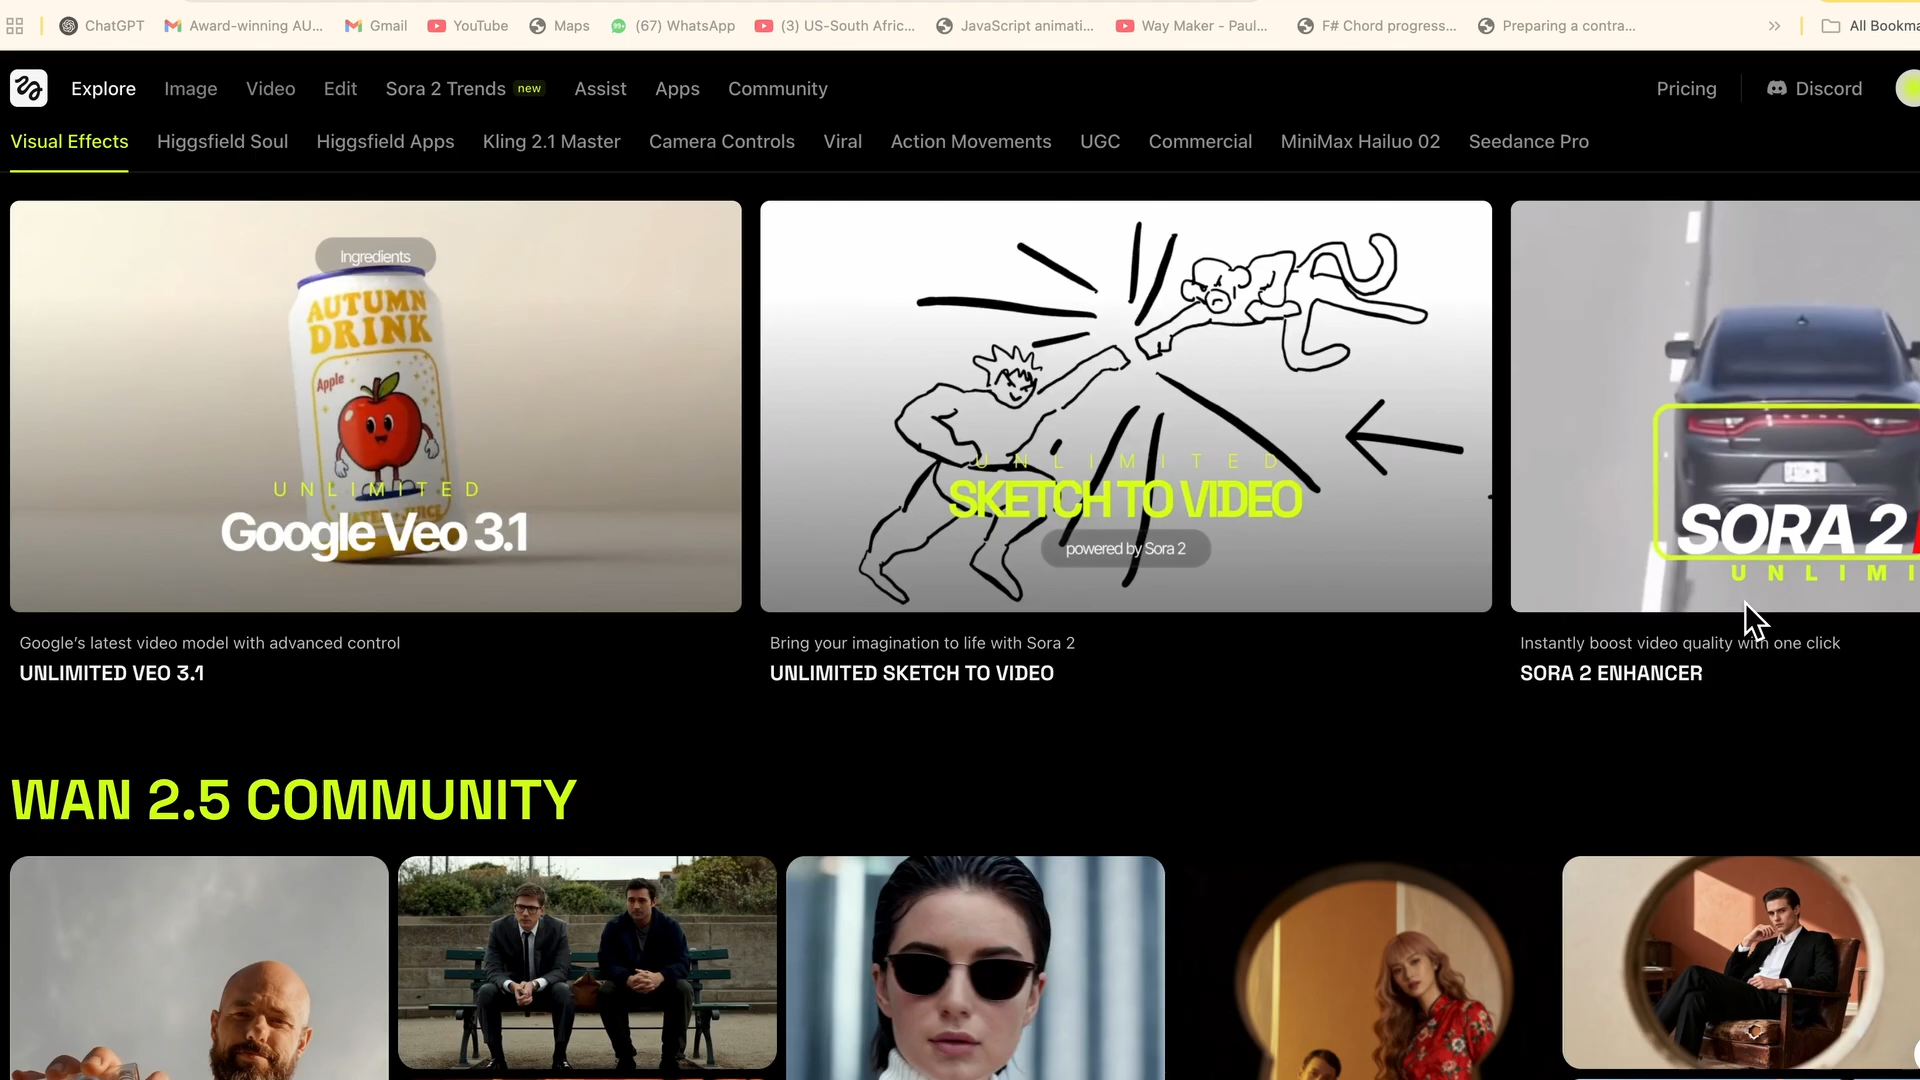 ChatGPT
Award-winning AU...
Gmail
YouTube
Maps
(67) WhatsApp
(3) US-South Afric...
JavaScript animati...
Way Maker - Paul...
F# Chord progress...
Preparing a contra...
All Bookma
Explore
Image
Video
Edit
Sora 2 Trends new
Assist
Apps
Community
Pricing
Discord
Visual Effects
Higgsfield Soul
Higgsfield Apps
Kling 2.1 Master
Camera Controls
Viral
Action Movements
UGC
Commercial
MiniMax Hailuo 02
Seedance Pro
Ingredients
AUTUMN
DRINK
Apple
UNLIMITED
Google Veo 3.1
UNLIMITED
SKETCH TO VIDEO
powered by Sora 2
SORA 2
UNLIMI
Google’s latest video model with advanced control
UNLIMITED VEO 3.1
Bring your imagination to life with Sora 2
UNLIMITED SKETCH TO VIDEO
Instantly boost video quality with one click
SORA 2 ENHANCER
WAN 2.5 COMMUNITY